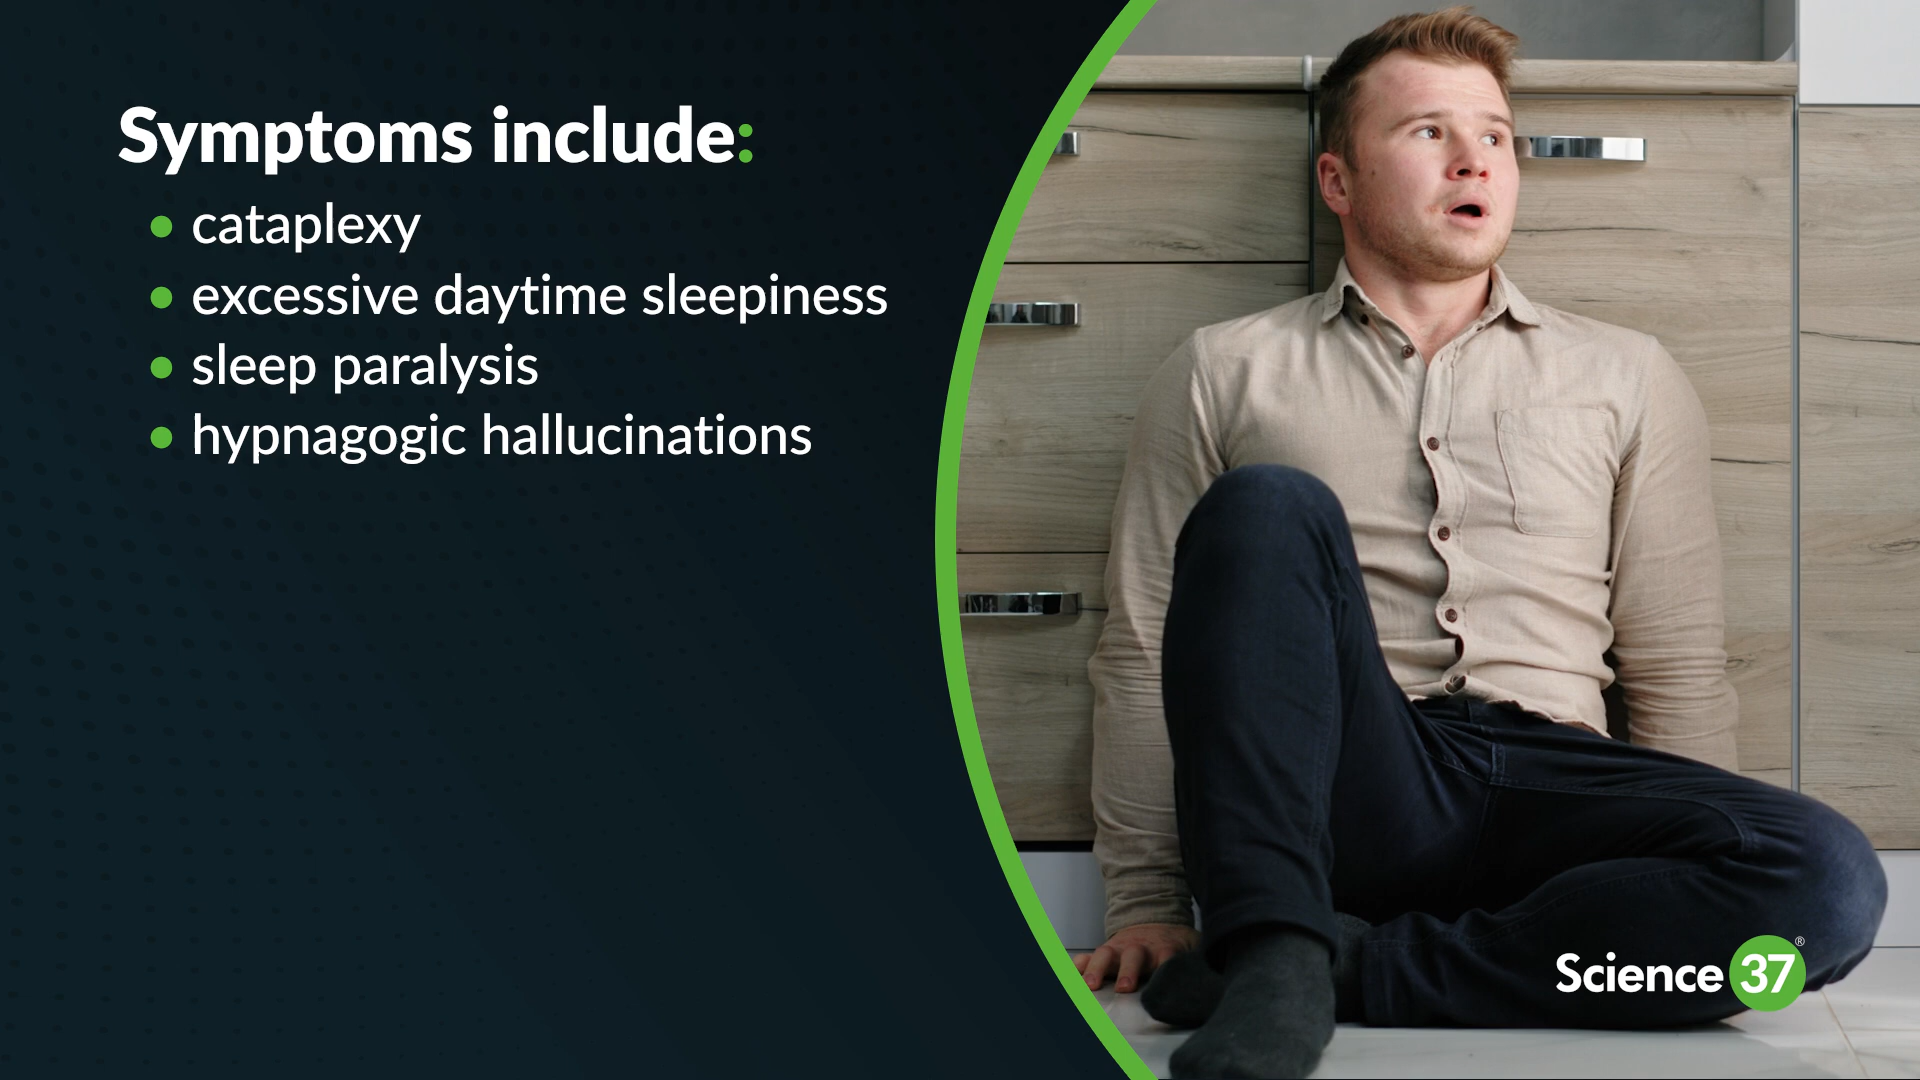 Symptoms include:
• cataplexy
• excessive daytime sleepiness
• sleep paralysis
• hypnagogic hallucinations
Science 37®